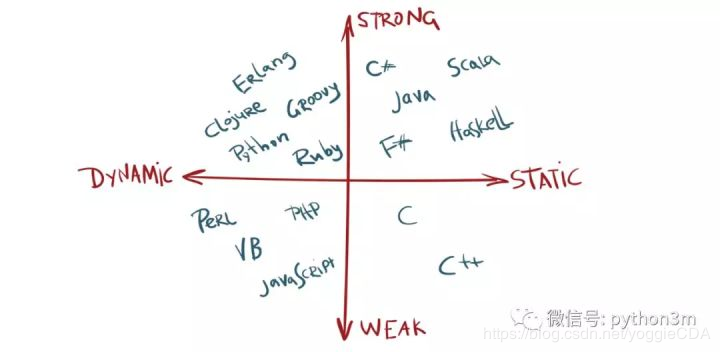 STRONG
Erlang
C#
Scala
Clojure
Groovy
Java
Python
Ruby
F#
Haskell
DYNAMIC
STATIC
PERL
PHP
C
VB
JavaScript
C++
WEAK
微信号: python3m
https://blog.csdn.net/yoggieCDA